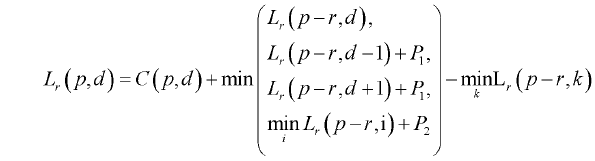 L_r(p,d) = C(p,d) + min( L_r(p−r,d),
L_r(p−r,d−1)+P_1,
L_r(p−r,d+1)+P_1,
min_i L_r(p−r,i)+P_2 ) − min_k L_r(p−r,k)